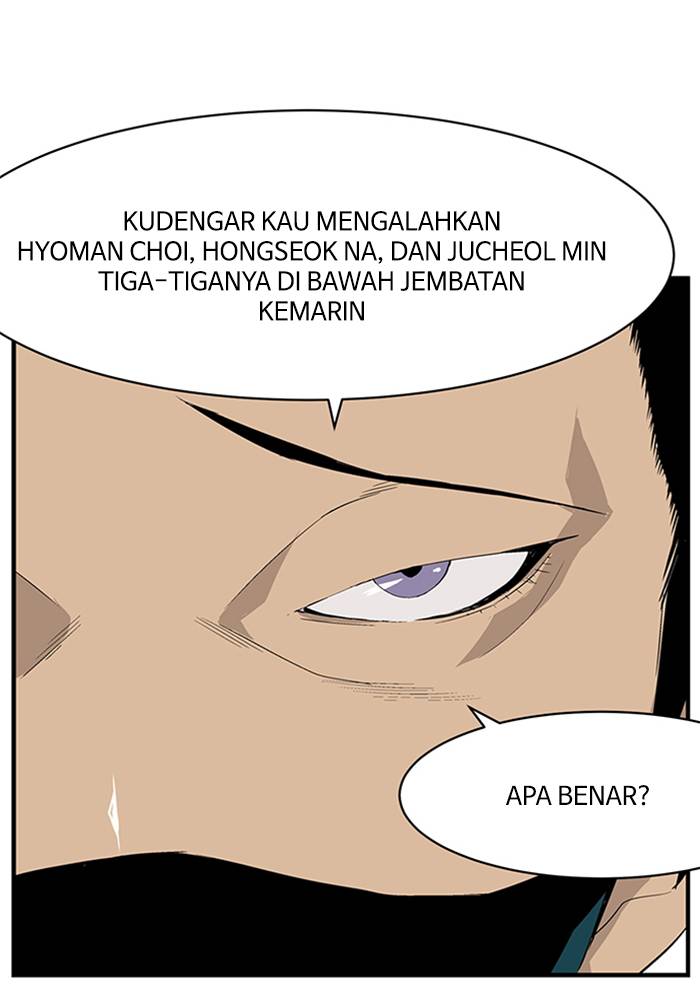 KUDENGAR KAU MENGALAHKAN
HYOMAN CHOI, HONGSEOK NA, DAN JUCHEOL MIN
TIGA-TIGANYA DI BAWAH JEMBATAN
KEMARIN
APA BENAR?